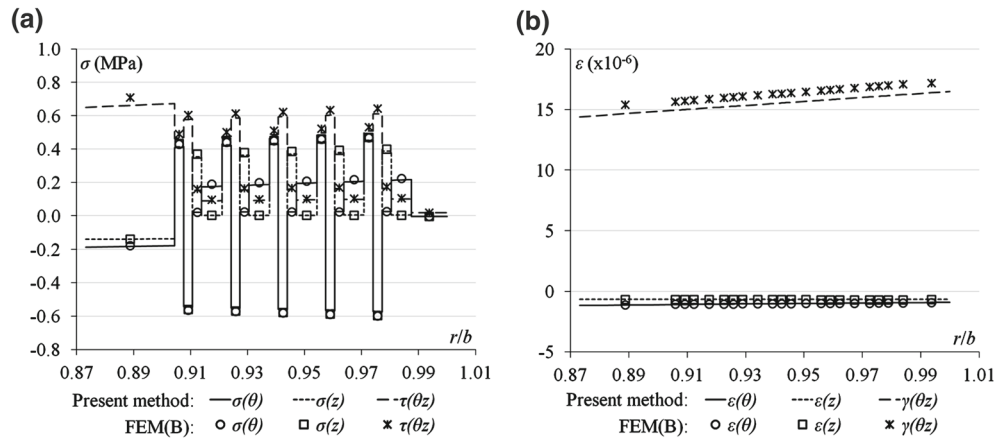 (a)
σ (MPa)
1.0
0.8
0.6
0.4
0.2
0.0
-0.2
-0.4
-0.6
-0.8
r/b
0.87 0.89 0.91 0.93 0.95 0.97 0.99 1.01
Present method: σ(θ) σ(z) τ(θz)
FEM(B): σ(θ) σ(z) τ(θz)
(b)
ε (x10⁻⁶)
20
15
10
5
0
-5
r/b
0.87 0.89 0.91 0.93 0.95 0.97 0.99 1.01
Present method: ε(θ) ε(z) γ(θz)
FEM(B): ε(θ) ε(z) γ(θz)